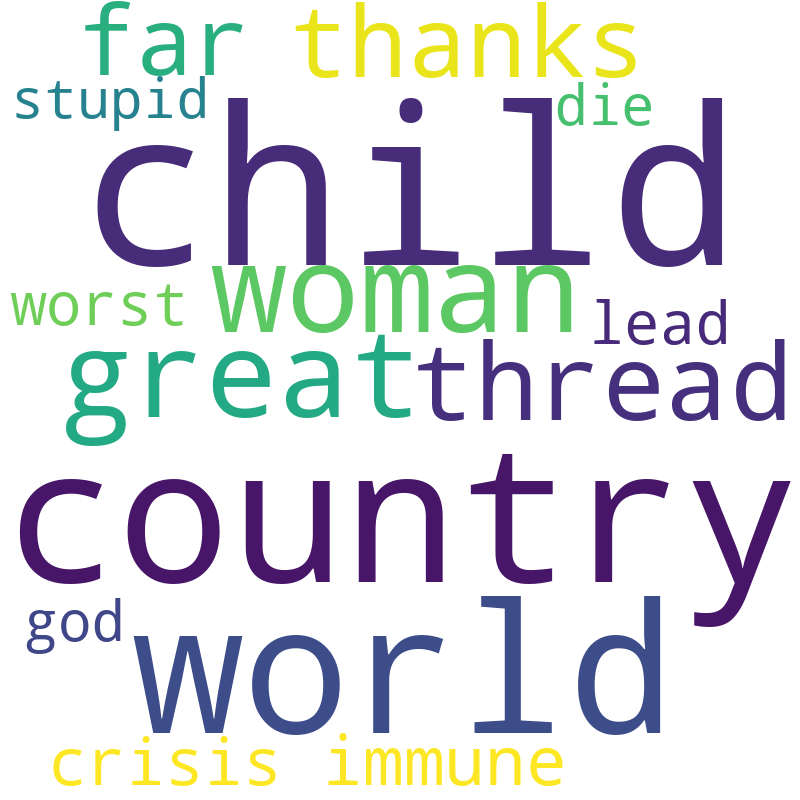 far thanks
stupid die
child
woman
worst lead
great thread
country
god world
crisis immune